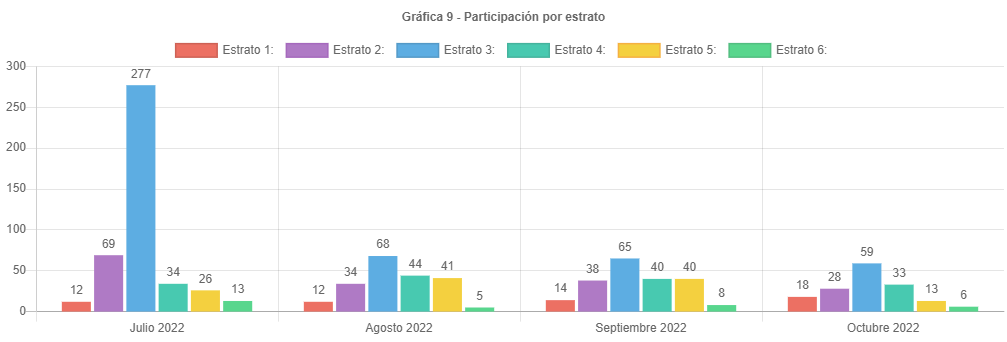 Gráfica 9 - Participación por estrato
Estrato 1: Estrato 2: Estrato 3: Estrato 4: Estrato 5: Estrato 6:
300
277
250
200
150
100
69
68
65
59
50
12 34 26 13
12 34 44 41 5
14 38 40 40 8
18 28 33 13 6
0
Julio 2022 Agosto 2022 Septiembre 2022 Octubre 2022